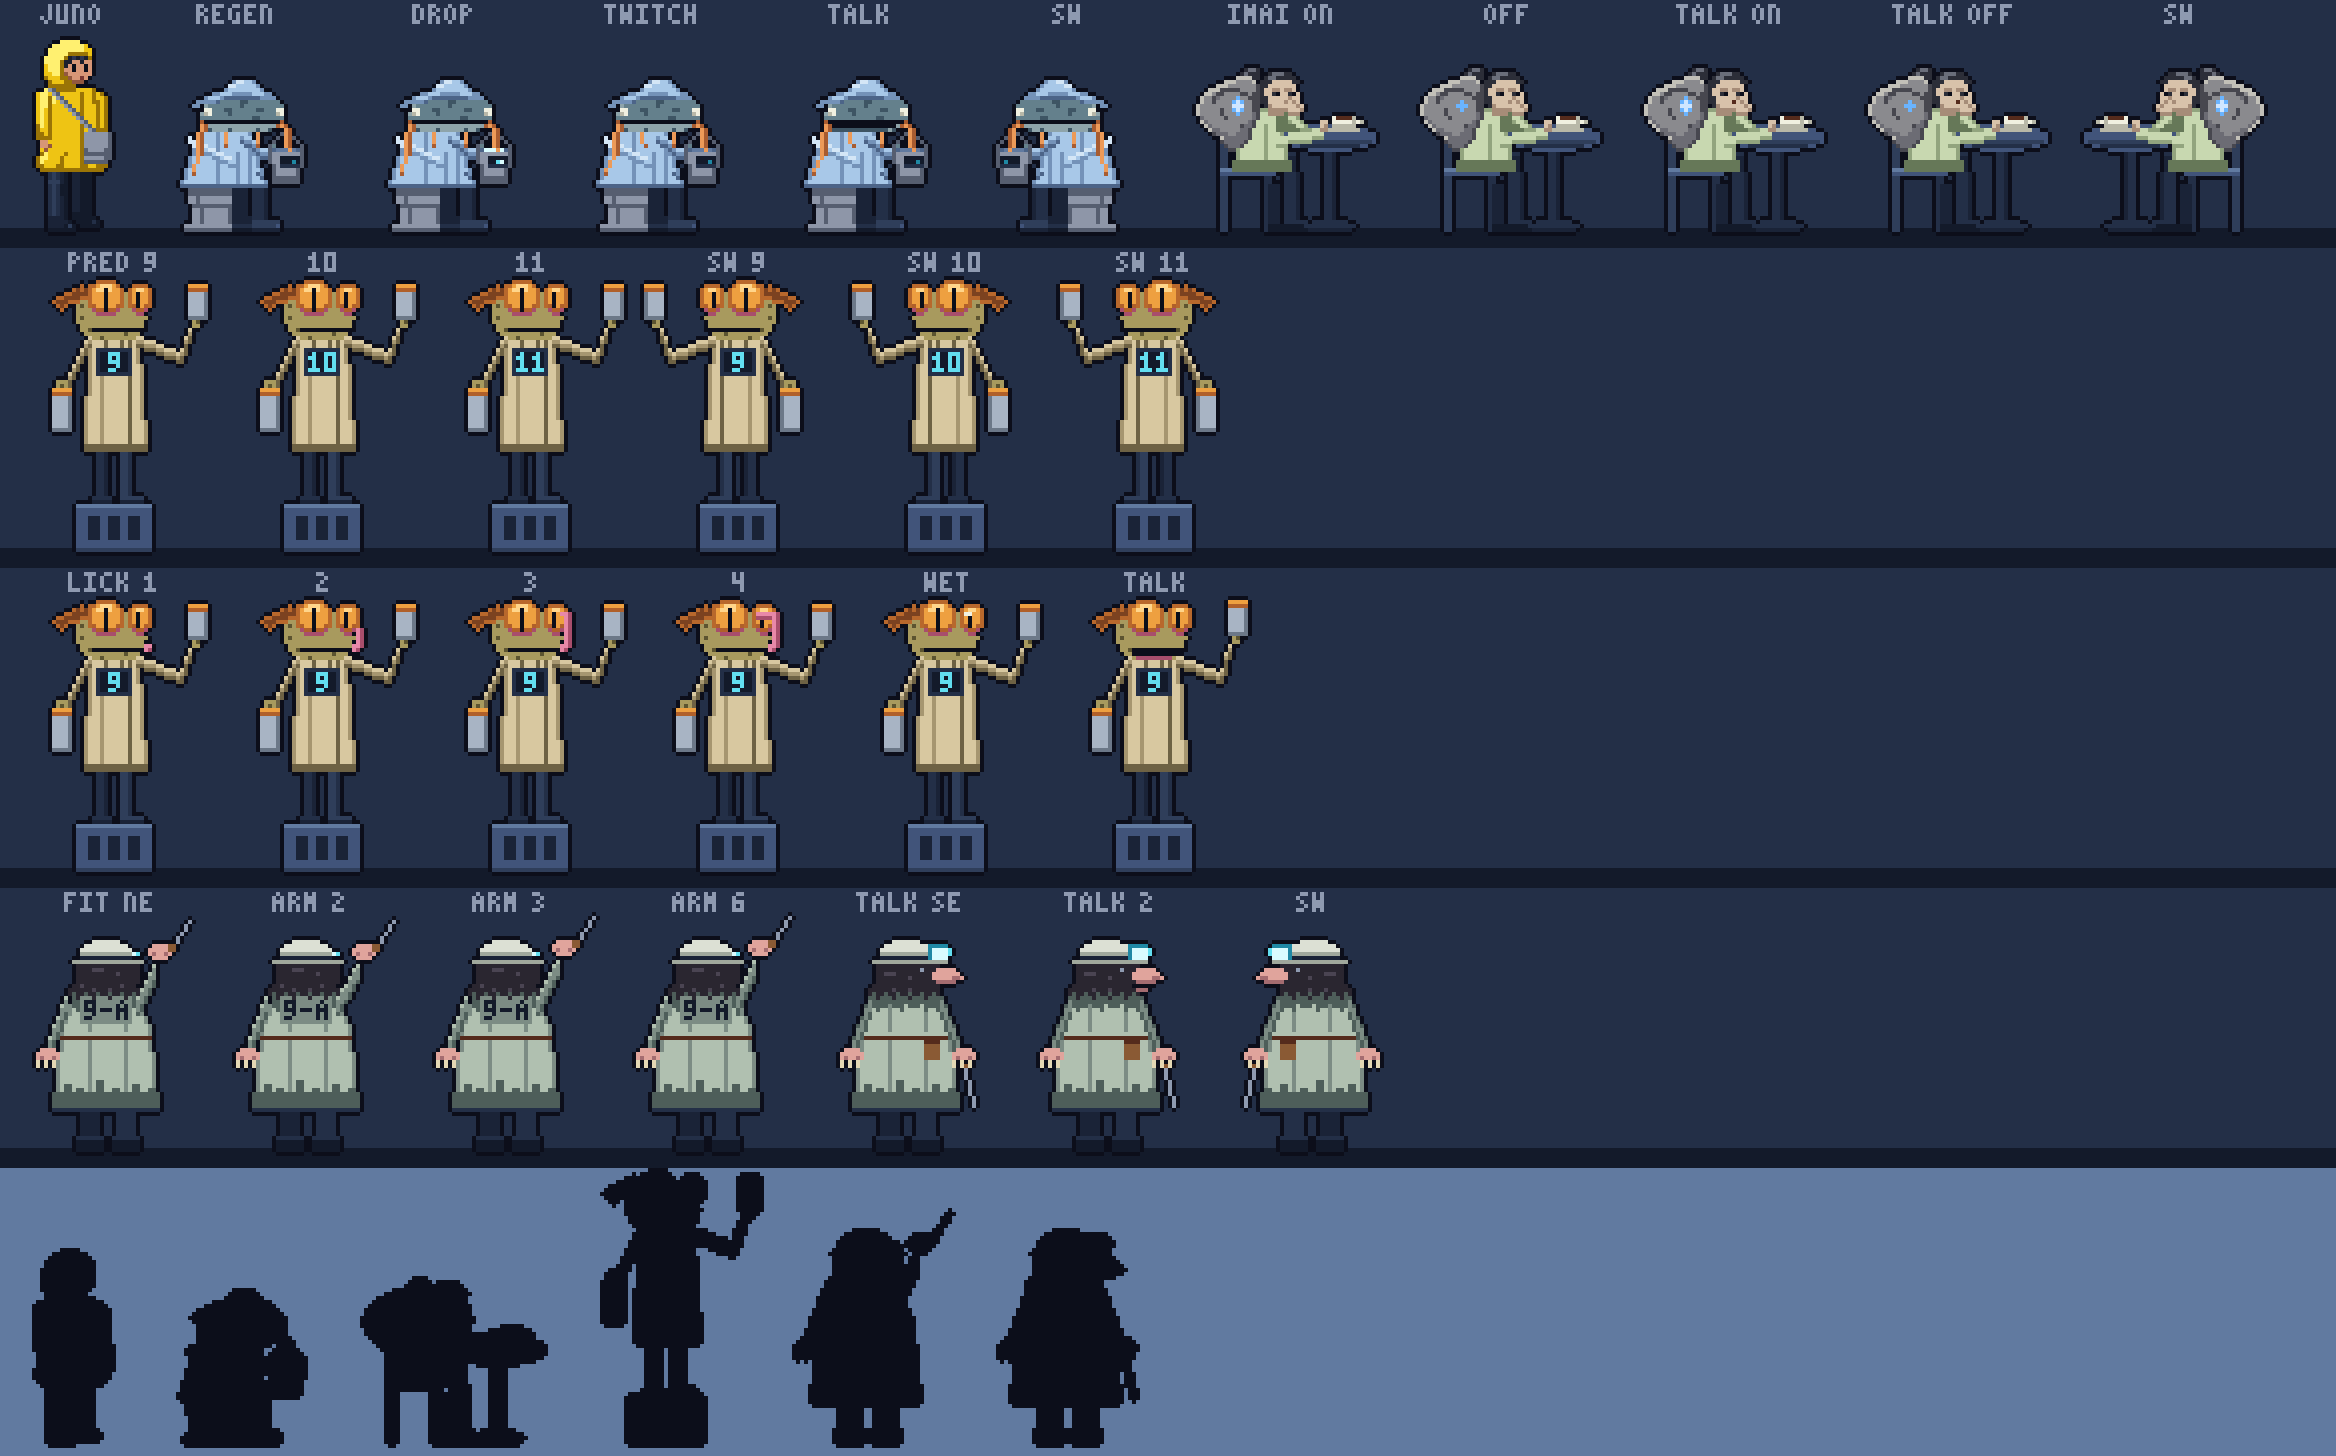 JUNO REGEN DROP TWITCH TALK SW IMAI ON OFF TALK ON TALK OFF SW
PRED 9 10 11 SW 9 SW 10 SW 11
9 10 11 9 10 11
LICK 1 2 3 4 WET TALK
9 9 9 9 9 9
FIT NE ARM 2 ARM 3 ARM 6 TALK SE TALK 2 SW
9-A 9-A 9-A 9-A